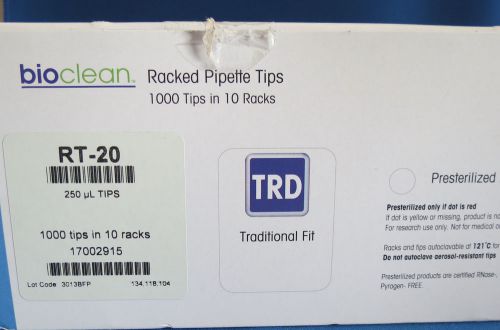 bioclean™ Racked Pipette Tips
1000 Tips in 10 Racks
RT-20
250 µL TIPS
1000 tips in 10 racks
17002915
Lot Code 3013BFP 134.118.104
TRD
Traditional Fit
Presterilized
Presterilized only if dot is red
If dot is yellow or missing, product is
For research use only. Not for medical
Racks and tips autoclavable at 121°C for
Do not autoclave aerosol-resistant tips
Presterilized products are certified RNase-,
Pyrogen- FREE.